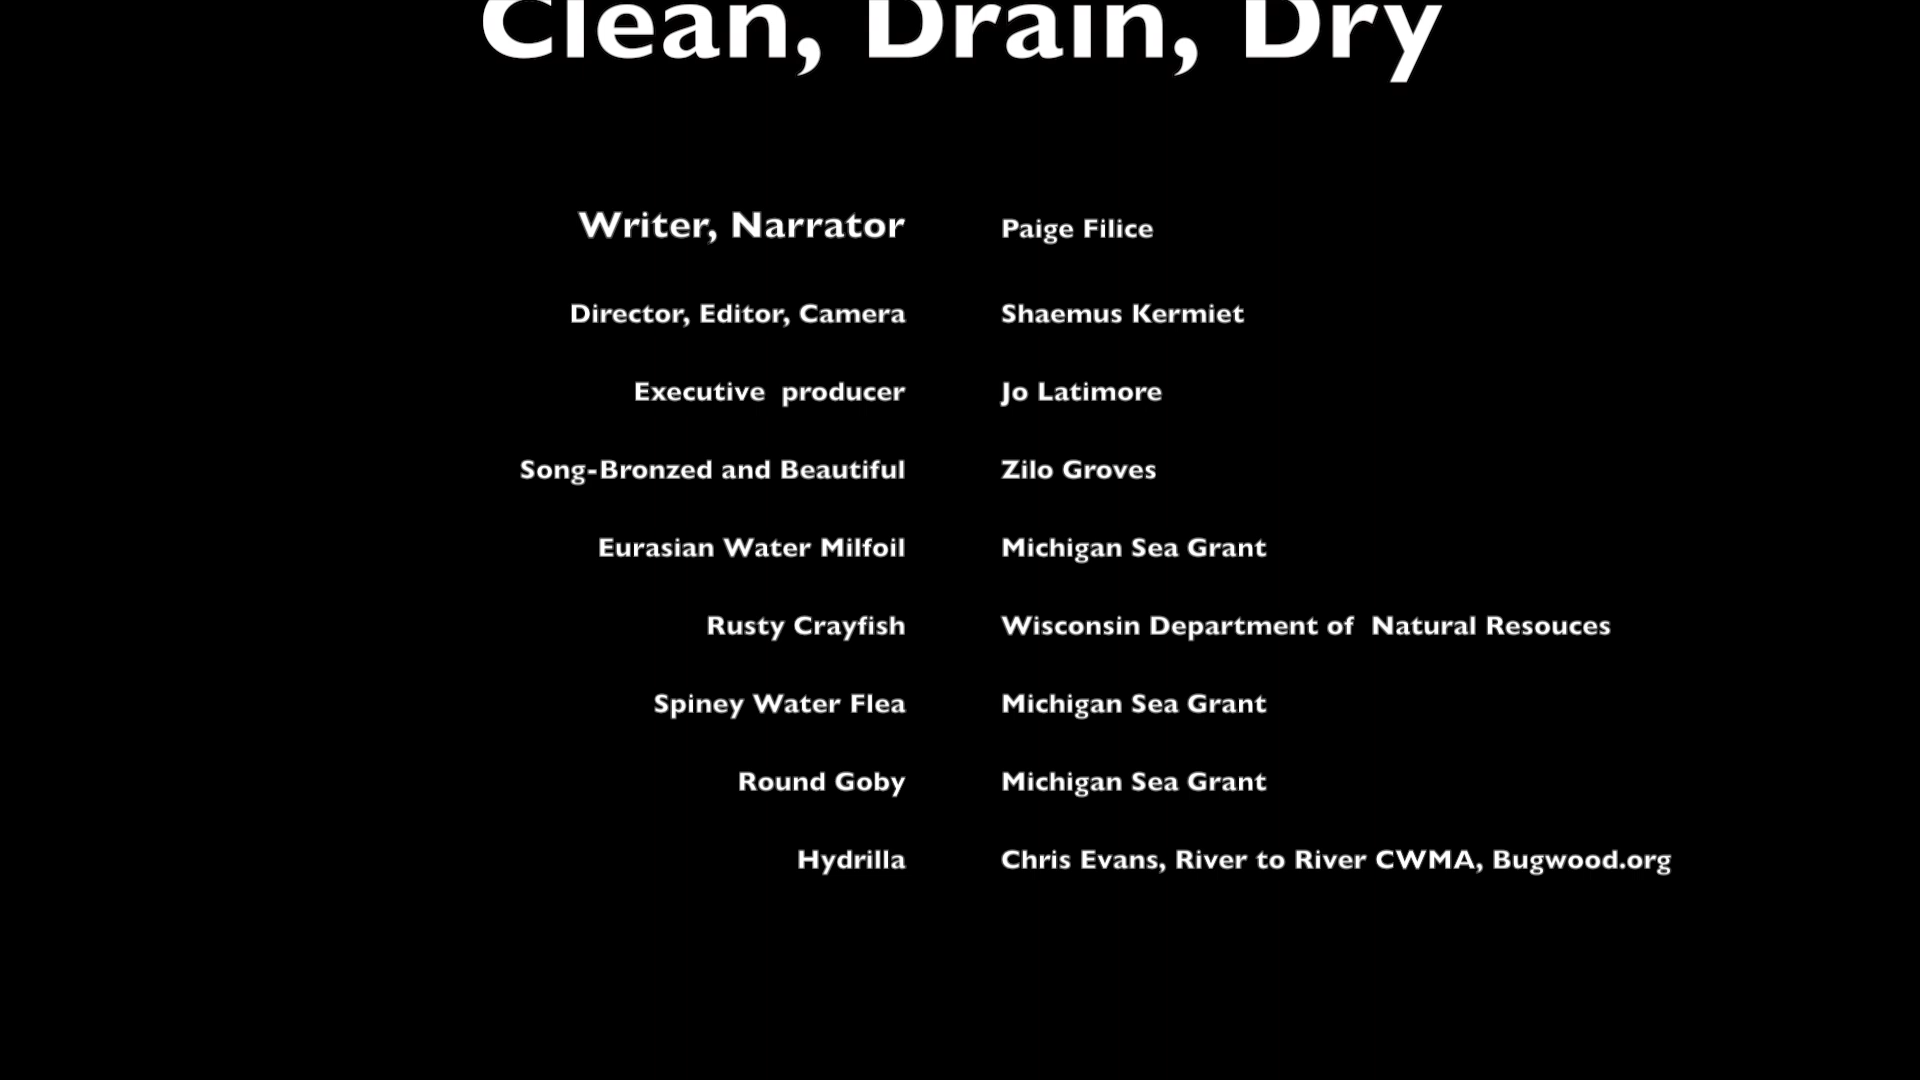 Clean, Drain, Dry
Writer, Narrator Paige Filice
Director, Editor, Camera Shaemus Kermiet
Executive  producer Jo Latimore
Song-Bronzed and Beautiful Zilo Groves
Eurasian Water Milfoil Michigan Sea Grant
Rusty Crayfish Wisconsin Department of  Natural Resouces
Spiney Water Flea Michigan Sea Grant
Round Goby Michigan Sea Grant
Hydrilla Chris Evans, River to River CWMA, Bugwood.org